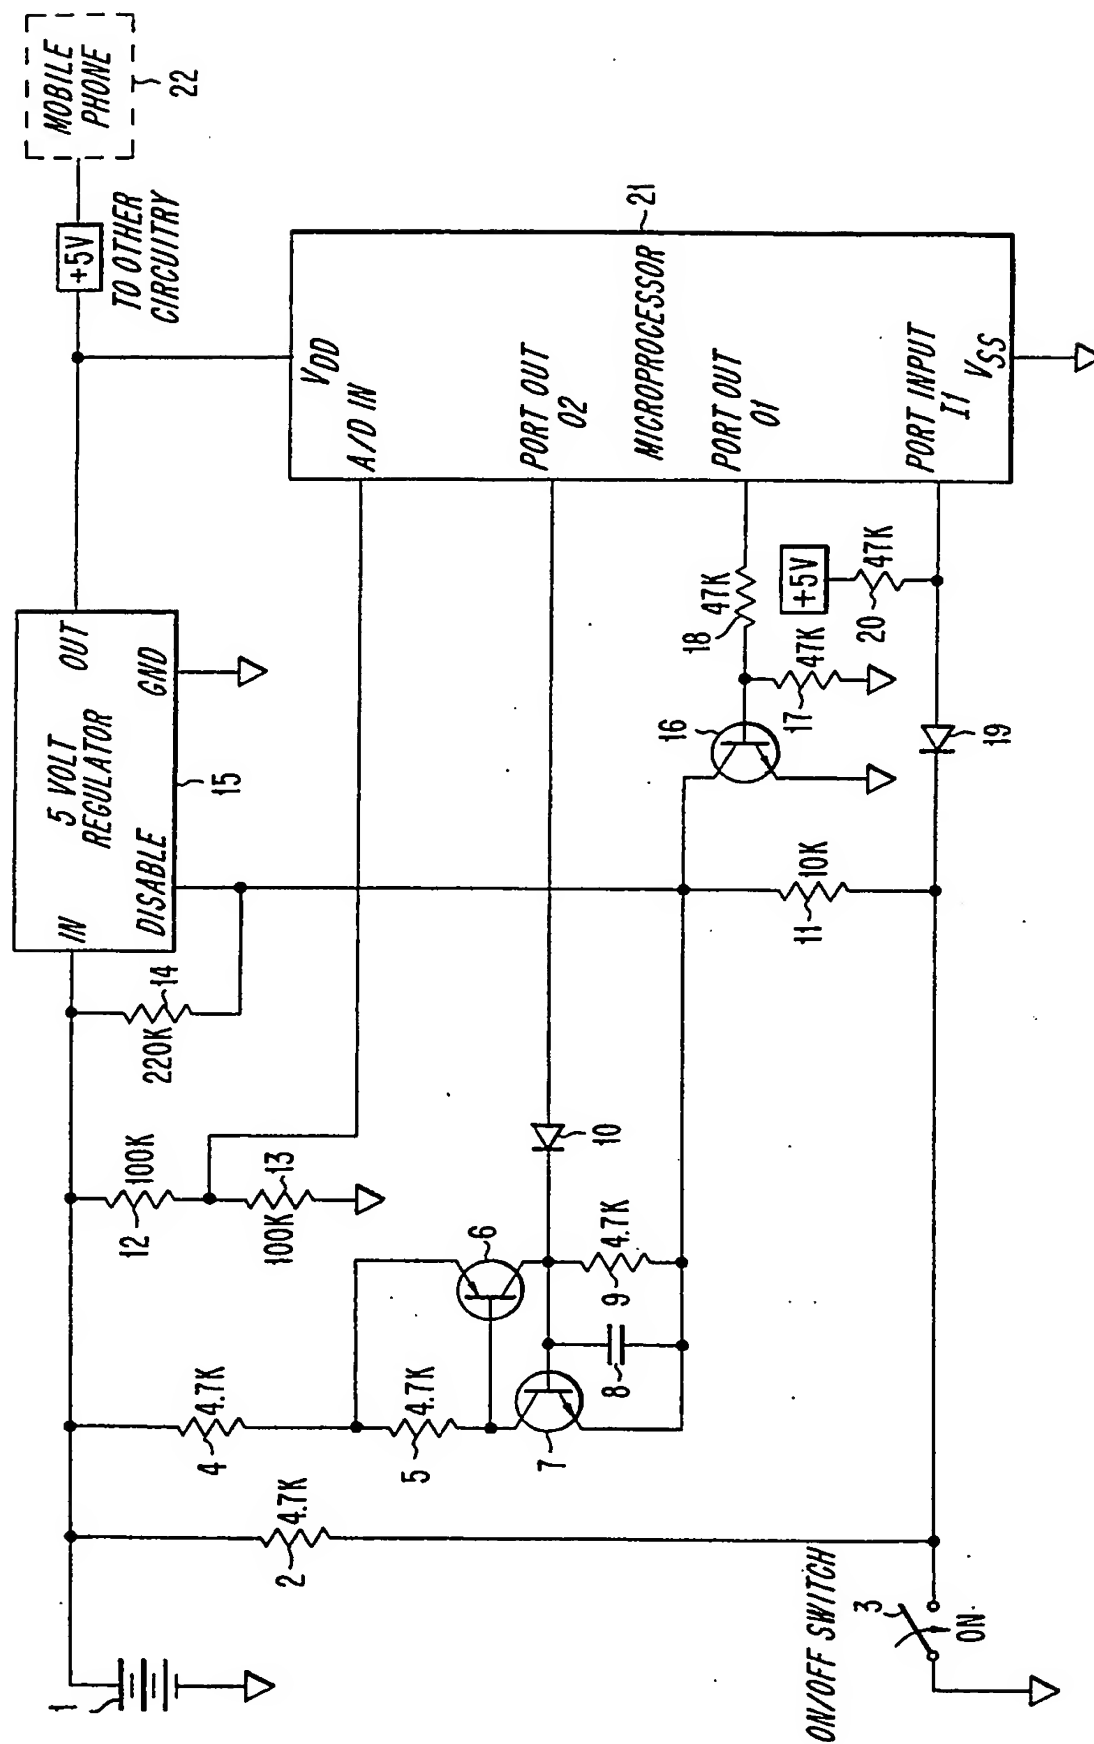 MOBILE
PHONE
22
+5V
TO OTHER
CIRCUITRY
5 VOLT
REGULATOR
IN
OUT
DISABLE
GND
15
VDD
A/D IN
PORT OUT
02
MICROPROCESSOR
21
PORT OUT
01
PORT INPUT
I1
VSS
14
220K
12
100K
13
100K
4
4.7K
5
4.7K
6
7
8
9
4.7K
10
2
4.7K
1
16
17
47K
18
47K
+5V
20
47K
19
11
10K
ON/OFF SWITCH
3
ON